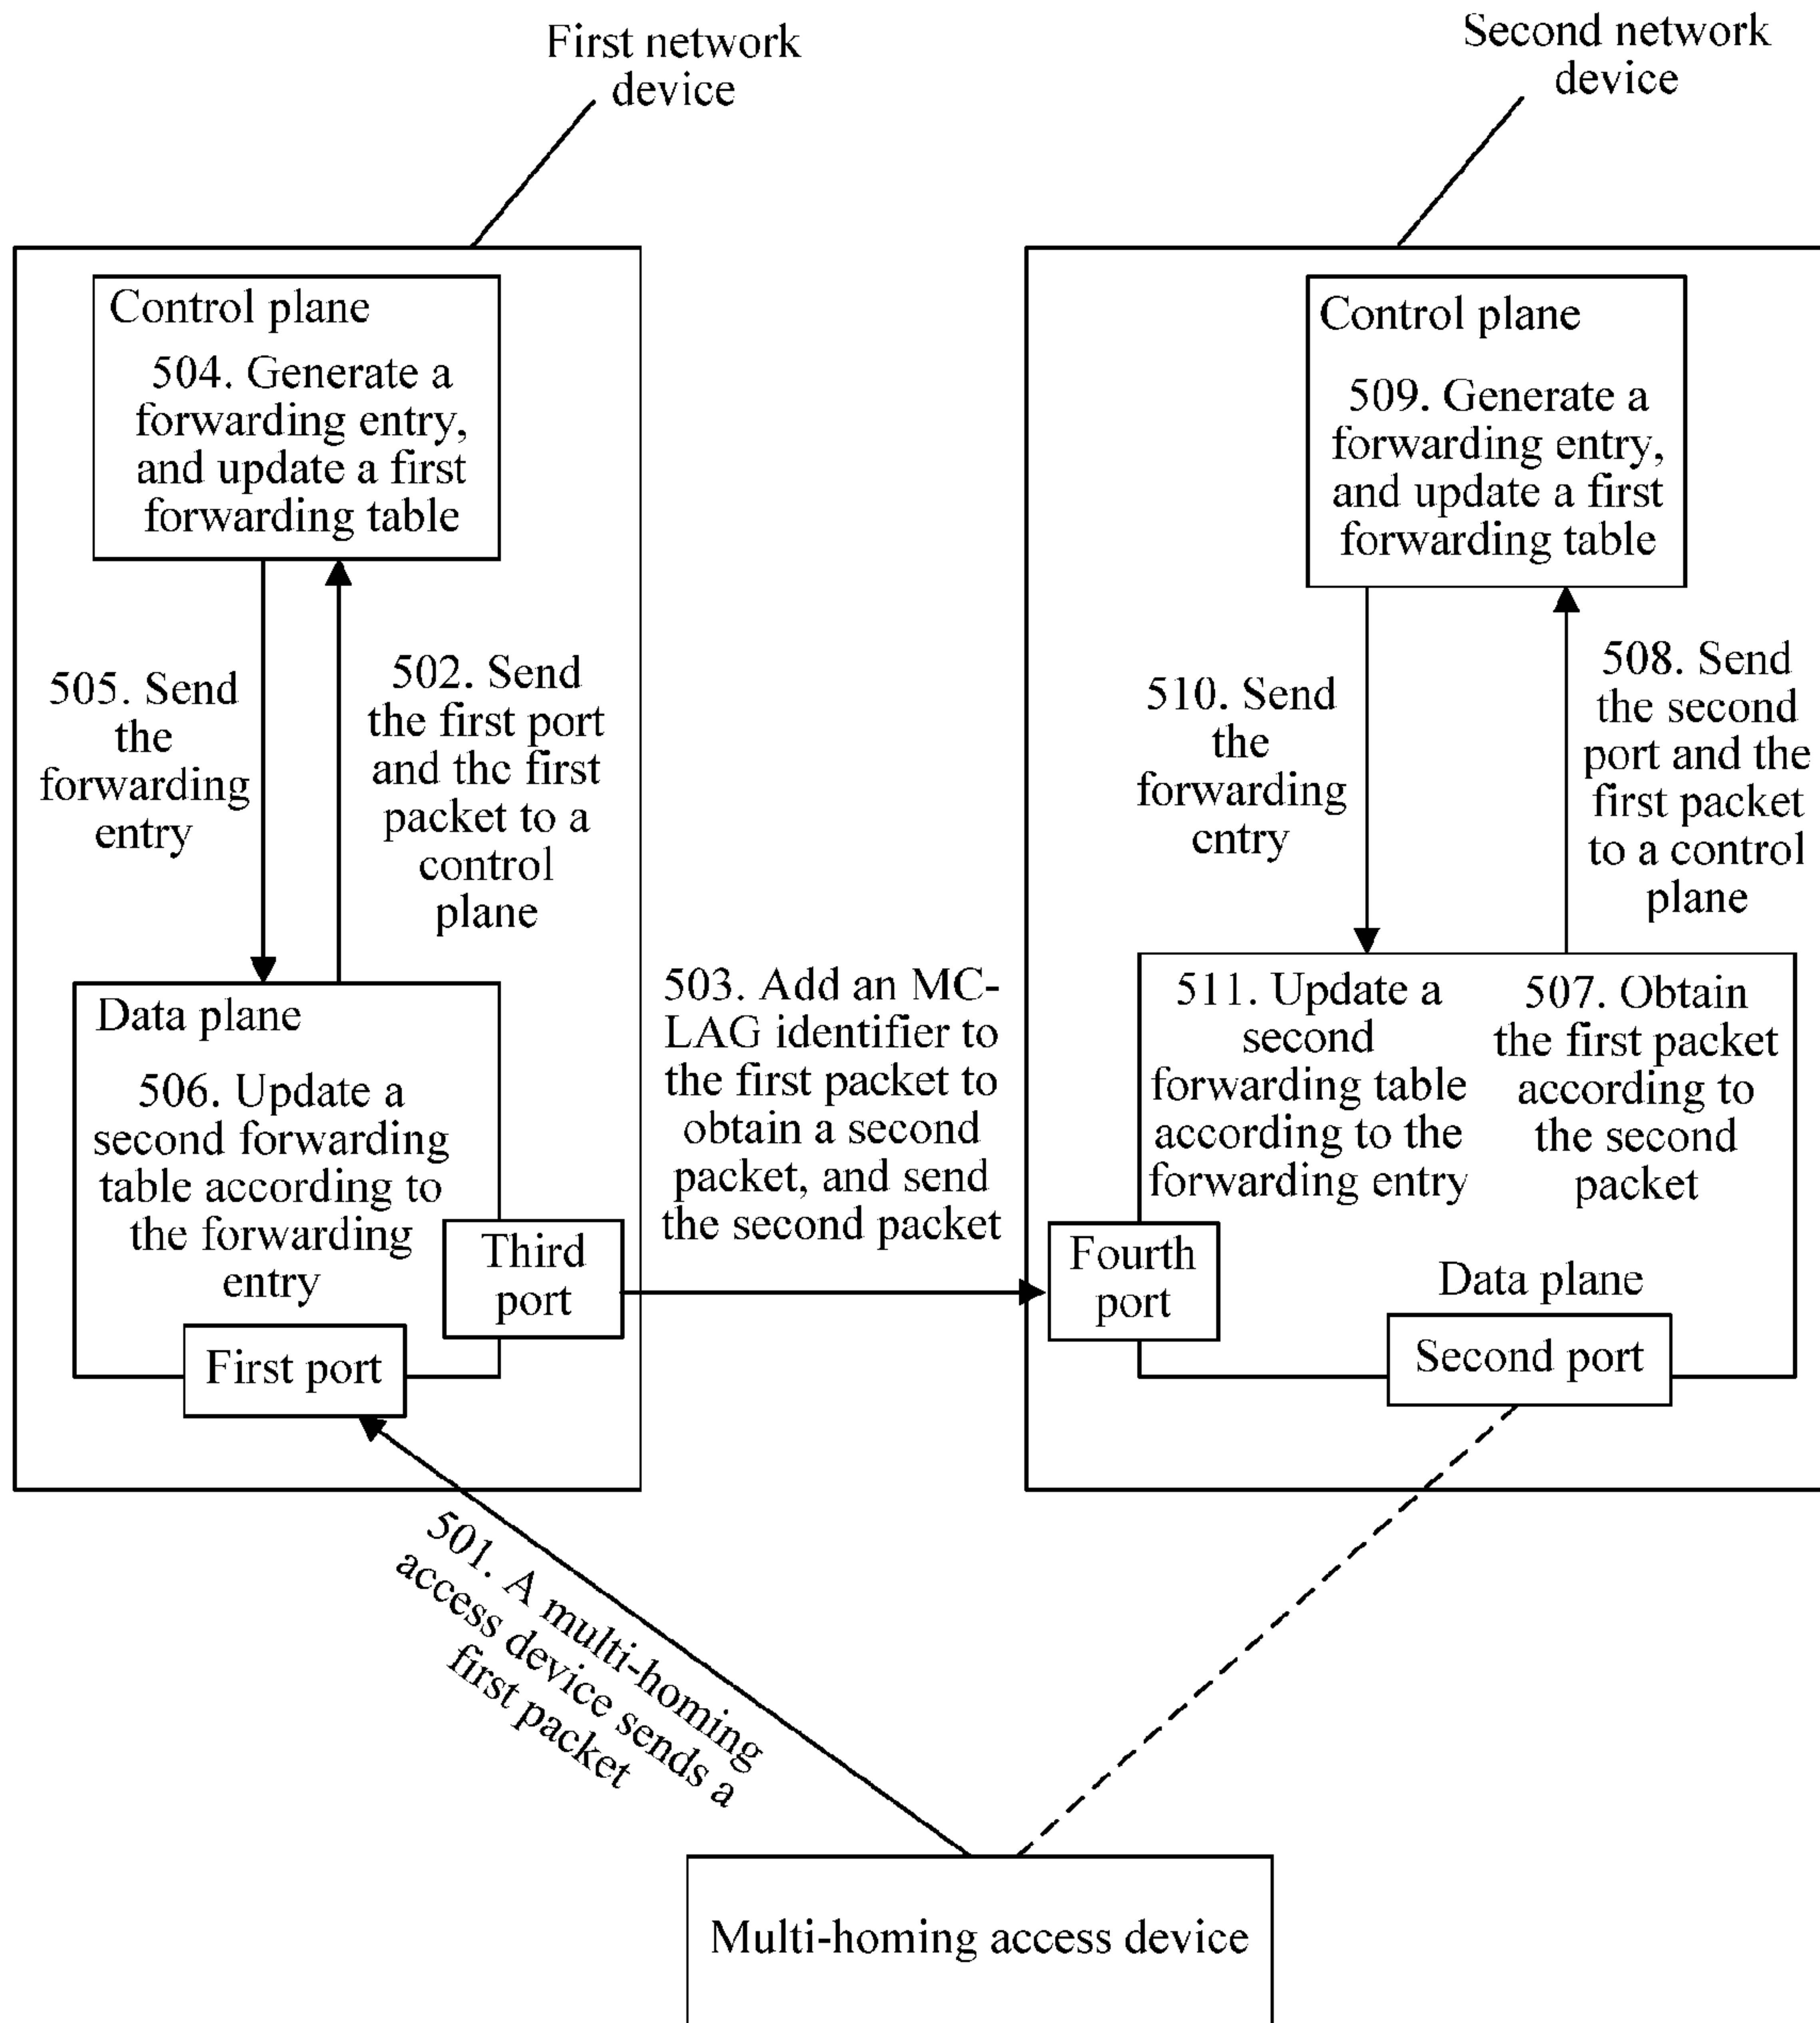 First network
device
Second network
device
Control plane
504. Generate a
forwarding entry,
and update a first
forwarding table
505. Send
the
forwarding
entry
502. Send
the first port
and the first
packet to a
control
plane
Data plane
506. Update a
second forwarding
table according to
the forwarding
entry
Third
port
First port
503. Add an MC-
LAG identifier to
the first packet to
obtain a second
packet, and send
the second packet
Control plane
509. Generate a
forwarding entry,
and update a first
forwarding table
510. Send
the
forwarding
entry
508. Send
the second
port and the
first packet
to a control
plane
511. Update a
second
forwarding table
according to the
forwarding entry
507. Obtain
the first packet
according to
the second
packet
Fourth
port
Data plane
Second port
501. A multi-homing
access device sends a
first packet
Multi-homing access device